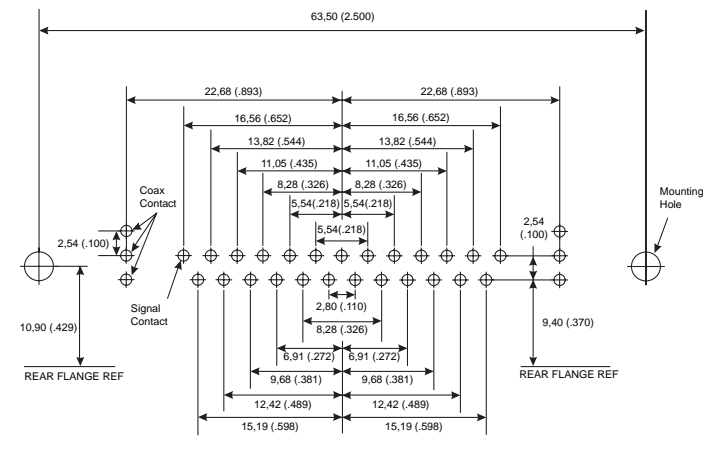 63,50 (2.500)
22,68 (.893) 22,68 (.893)
16,56 (.652) 16,56 (.652)
13,82 (.544) 13,82 (.544)
11,05 (.435) 11,05 (.435)
8,28 (.326) 8,28 (.326)
5,54(.218) 5,54(.218)
5,54(.218)
Coax
Contact
2,54
(.100)
Mounting
Hole
2,54 (.100)
Signal
Contact
2,80 (.110)
10,90 (.429)
8,28 (.326)
9,40 (.370)
6,91 (.272) 6,91 (.272)
REAR FLANGE REF
9,68 (.381) 9,68 (.381)
REAR FLANGE REF
12,42 (.489) 12,42 (.489)
15,19 (.598) 15,19 (.598)